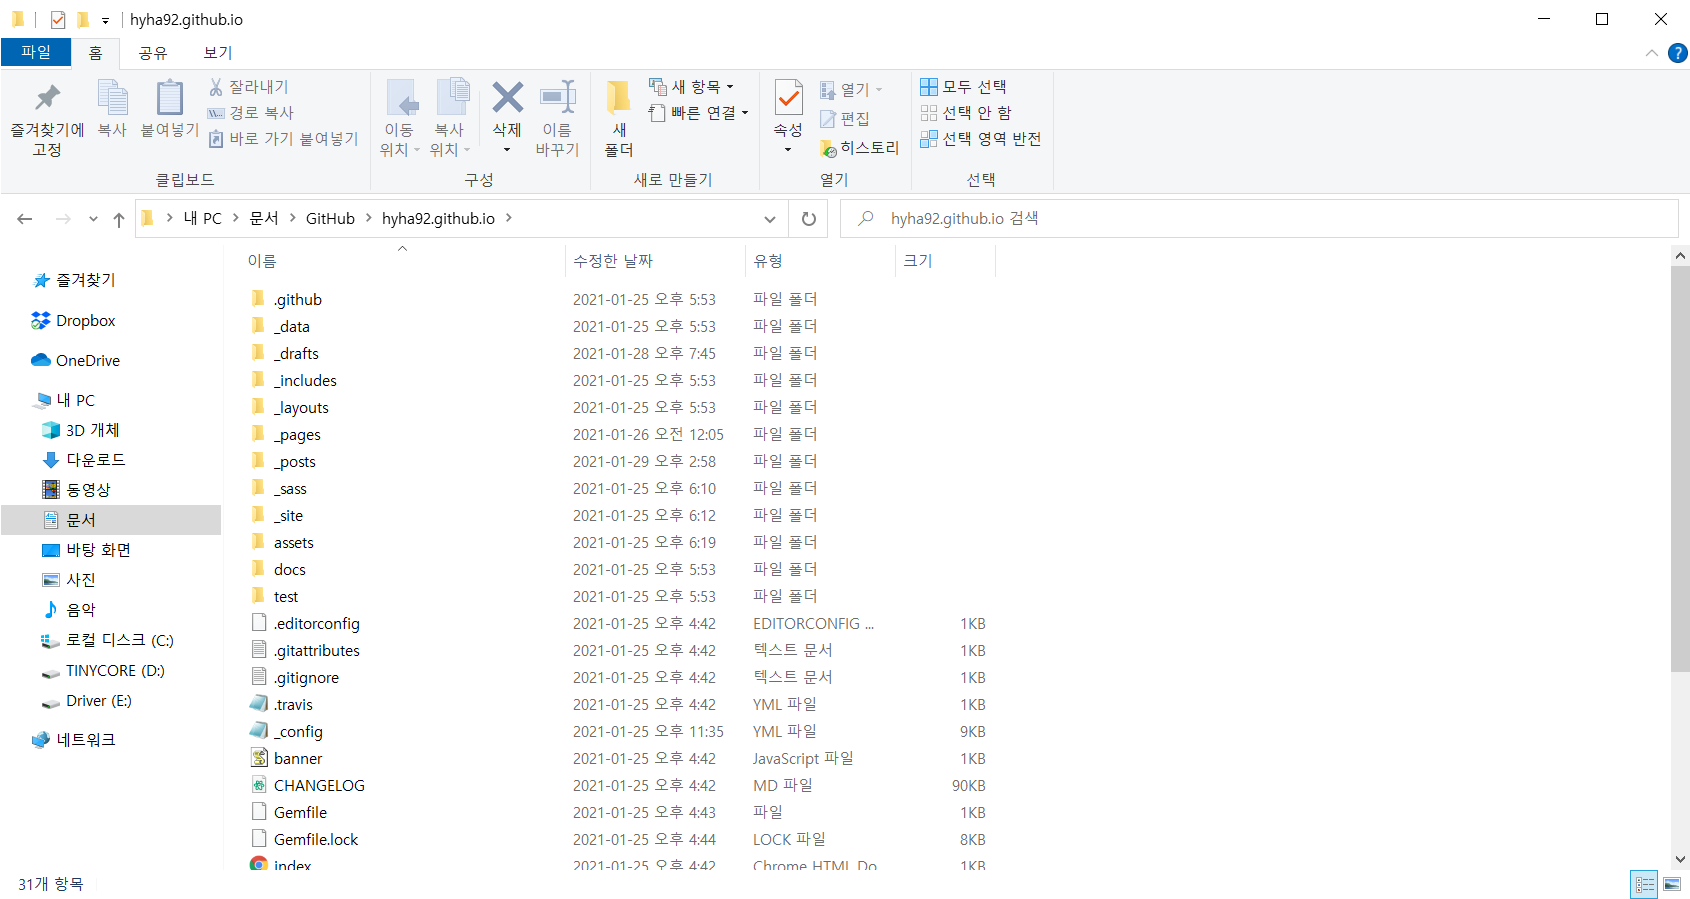 hyha92.github.io
파일 홈 공유 보기
즐겨찾기에 고정
복사
붙여넣기
잘라내기
경로 복사
바로 가기 붙여넣기
클립보드
이동 위치
복사 위치
삭제
이름 바꾸기
구성
새 폴더
새 항목
빠른 연결
새로 만들기
속성
열기
편집
히스토리
열기
모두 선택
선택 안 함
선택 영역 반전
선택
내 PC 문서 GitHub hyha92.github.io
hyha92.github.io 검색
즐겨찾기
Dropbox
OneDrive
내 PC
3D 개체
다운로드
동영상
문서
바탕 화면
사진
음악
로컬 디스크 (C:)
TINYCORE (D:)
Driver (E:)
네트워크
이름 수정한 날짜 유형 크기
.github 2021-01-25 오후 5:53 파일 폴더
_data 2021-01-25 오후 5:53 파일 폴더
_drafts 2021-01-28 오후 7:45 파일 폴더
_includes 2021-01-25 오후 5:53 파일 폴더
_layouts 2021-01-25 오후 5:53 파일 폴더
_pages 2021-01-26 오전 12:05 파일 폴더
_posts 2021-01-29 오후 2:58 파일 폴더
_sass 2021-01-25 오후 6:10 파일 폴더
_site 2021-01-25 오후 6:12 파일 폴더
assets 2021-01-25 오후 6:19 파일 폴더
docs 2021-01-25 오후 5:53 파일 폴더
test 2021-01-25 오후 5:53 파일 폴더
.editorconfig 2021-01-25 오후 4:42 EDITORCONFIG ... 1KB
.gitattributes 2021-01-25 오후 4:42 텍스트 문서 1KB
.gitignore 2021-01-25 오후 4:42 텍스트 문서 1KB
.travis 2021-01-25 오후 4:42 YML 파일 1KB
_config 2021-01-25 오후 11:35 YML 파일 9KB
banner 2021-01-25 오후 4:42 JavaScript 파일 1KB
CHANGELOG 2021-01-25 오후 4:42 MD 파일 90KB
Gemfile 2021-01-25 오후 4:43 파일 1KB
Gemfile.lock 2021-01-25 오후 4:44 LOCK 파일 8KB
index 2021-01-25 오후 4:42 Chrome HTML Do 1KB
31개 항목